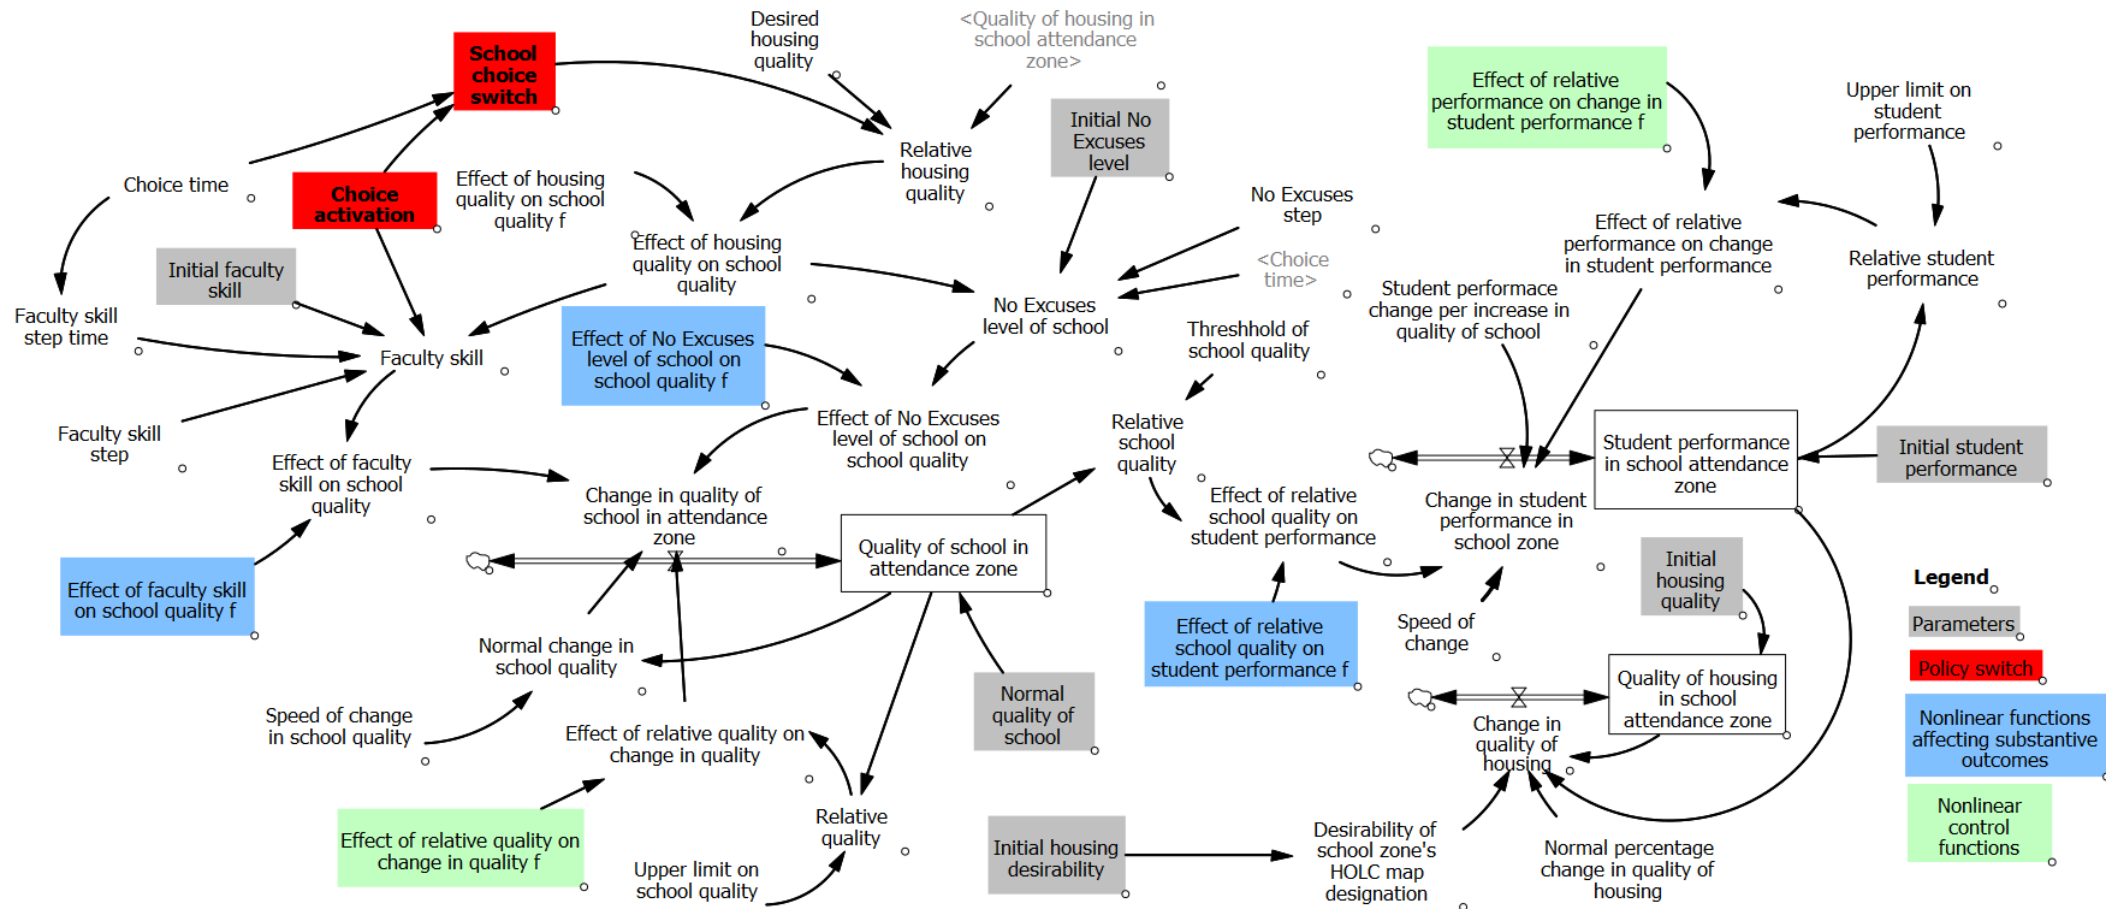 Desired
housing
quality
<Quality of housing in
school attendance
zone>
School
choice
switch
Effect of relative
performance on change in
student performance f
Upper limit on
student
performance
Initial No
Excuses
level
Relative
housing
quality
Choice time
Choice
activation
Effect of housing
quality on school
quality f
No Excuses
step
Effect of relative
performance on change
in student performance
Relative student
performance
Effect of housing
quality on school
quality
<Choice
time>
Initial faculty
skill
No Excuses
level of school
Student performace
change per increase in
quality of school
Faculty skill
step time
Faculty skill
Effect of No Excuses
level of school on
school quality f
Threshhold of
school quality
Faculty skill
step
Effect of No Excuses
level of school on
school quality
Relative
school
quality
Student performance
in school attendance
zone
Initial student
performance
Effect of faculty
skill on school
quality
Change in quality of
school in attendance
zone
Effect of relative
school quality on
student performance
Change in student
performance in
school zone
Quality of school in
attendance zone
Effect of faculty skill
on school quality f
Initial
housing
quality
Legend
Parameters
Policy switch
Nonlinear functions
affecting substantive
outcomes
Nonlinear
control
functions
Normal change in
school quality
Effect of relative
school quality on
student performance f
Speed of
change
Quality of housing
in school
attendance zone
Normal
quality of
school
Speed of change
in school quality
Effect of relative quality on
change in quality
Change in
quality of
housing
Effect of relative quality on
change in quality f
Relative
quality
Initial housing
desirability
Desirability of
school zone's
HOLC map
designation
Normal percentage
change in quality of
housing
Upper limit on
school quality